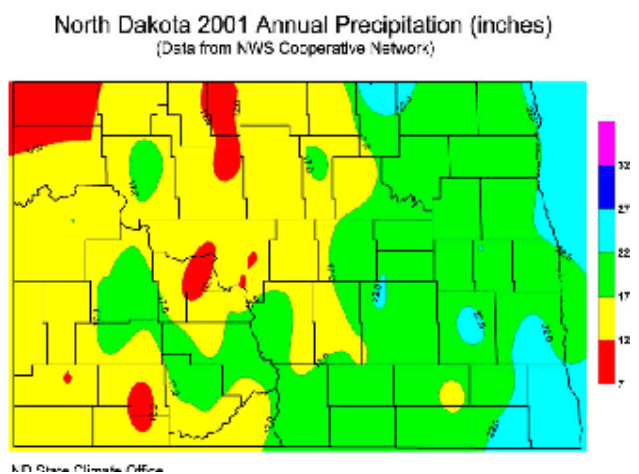 North Dakota 2001 Annual Precipitation (inches)
(Data from NWS Cooperative Network)
32
27
22
17
12
7
ND State Climate Office